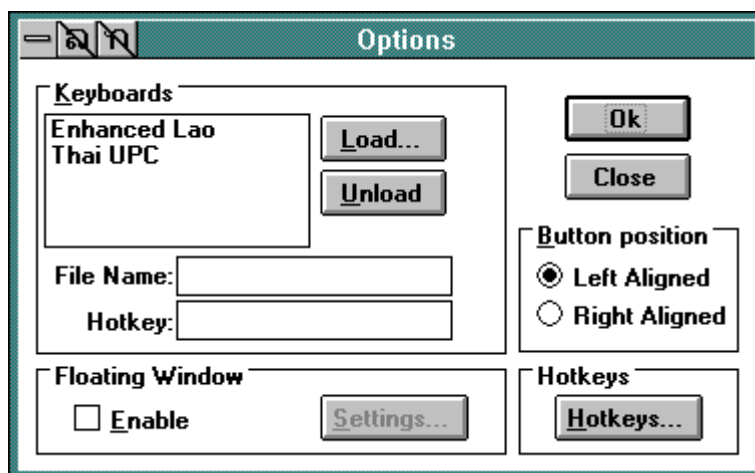 Options
Keyboards
Enhanced Lao
Thai UPC
Load...
Unload
File Name:
Hotkey:
Ok
Close
Button position
Left Aligned
Right Aligned
Floating Window
Enable
Settings...
Hotkeys
Hotkeys...